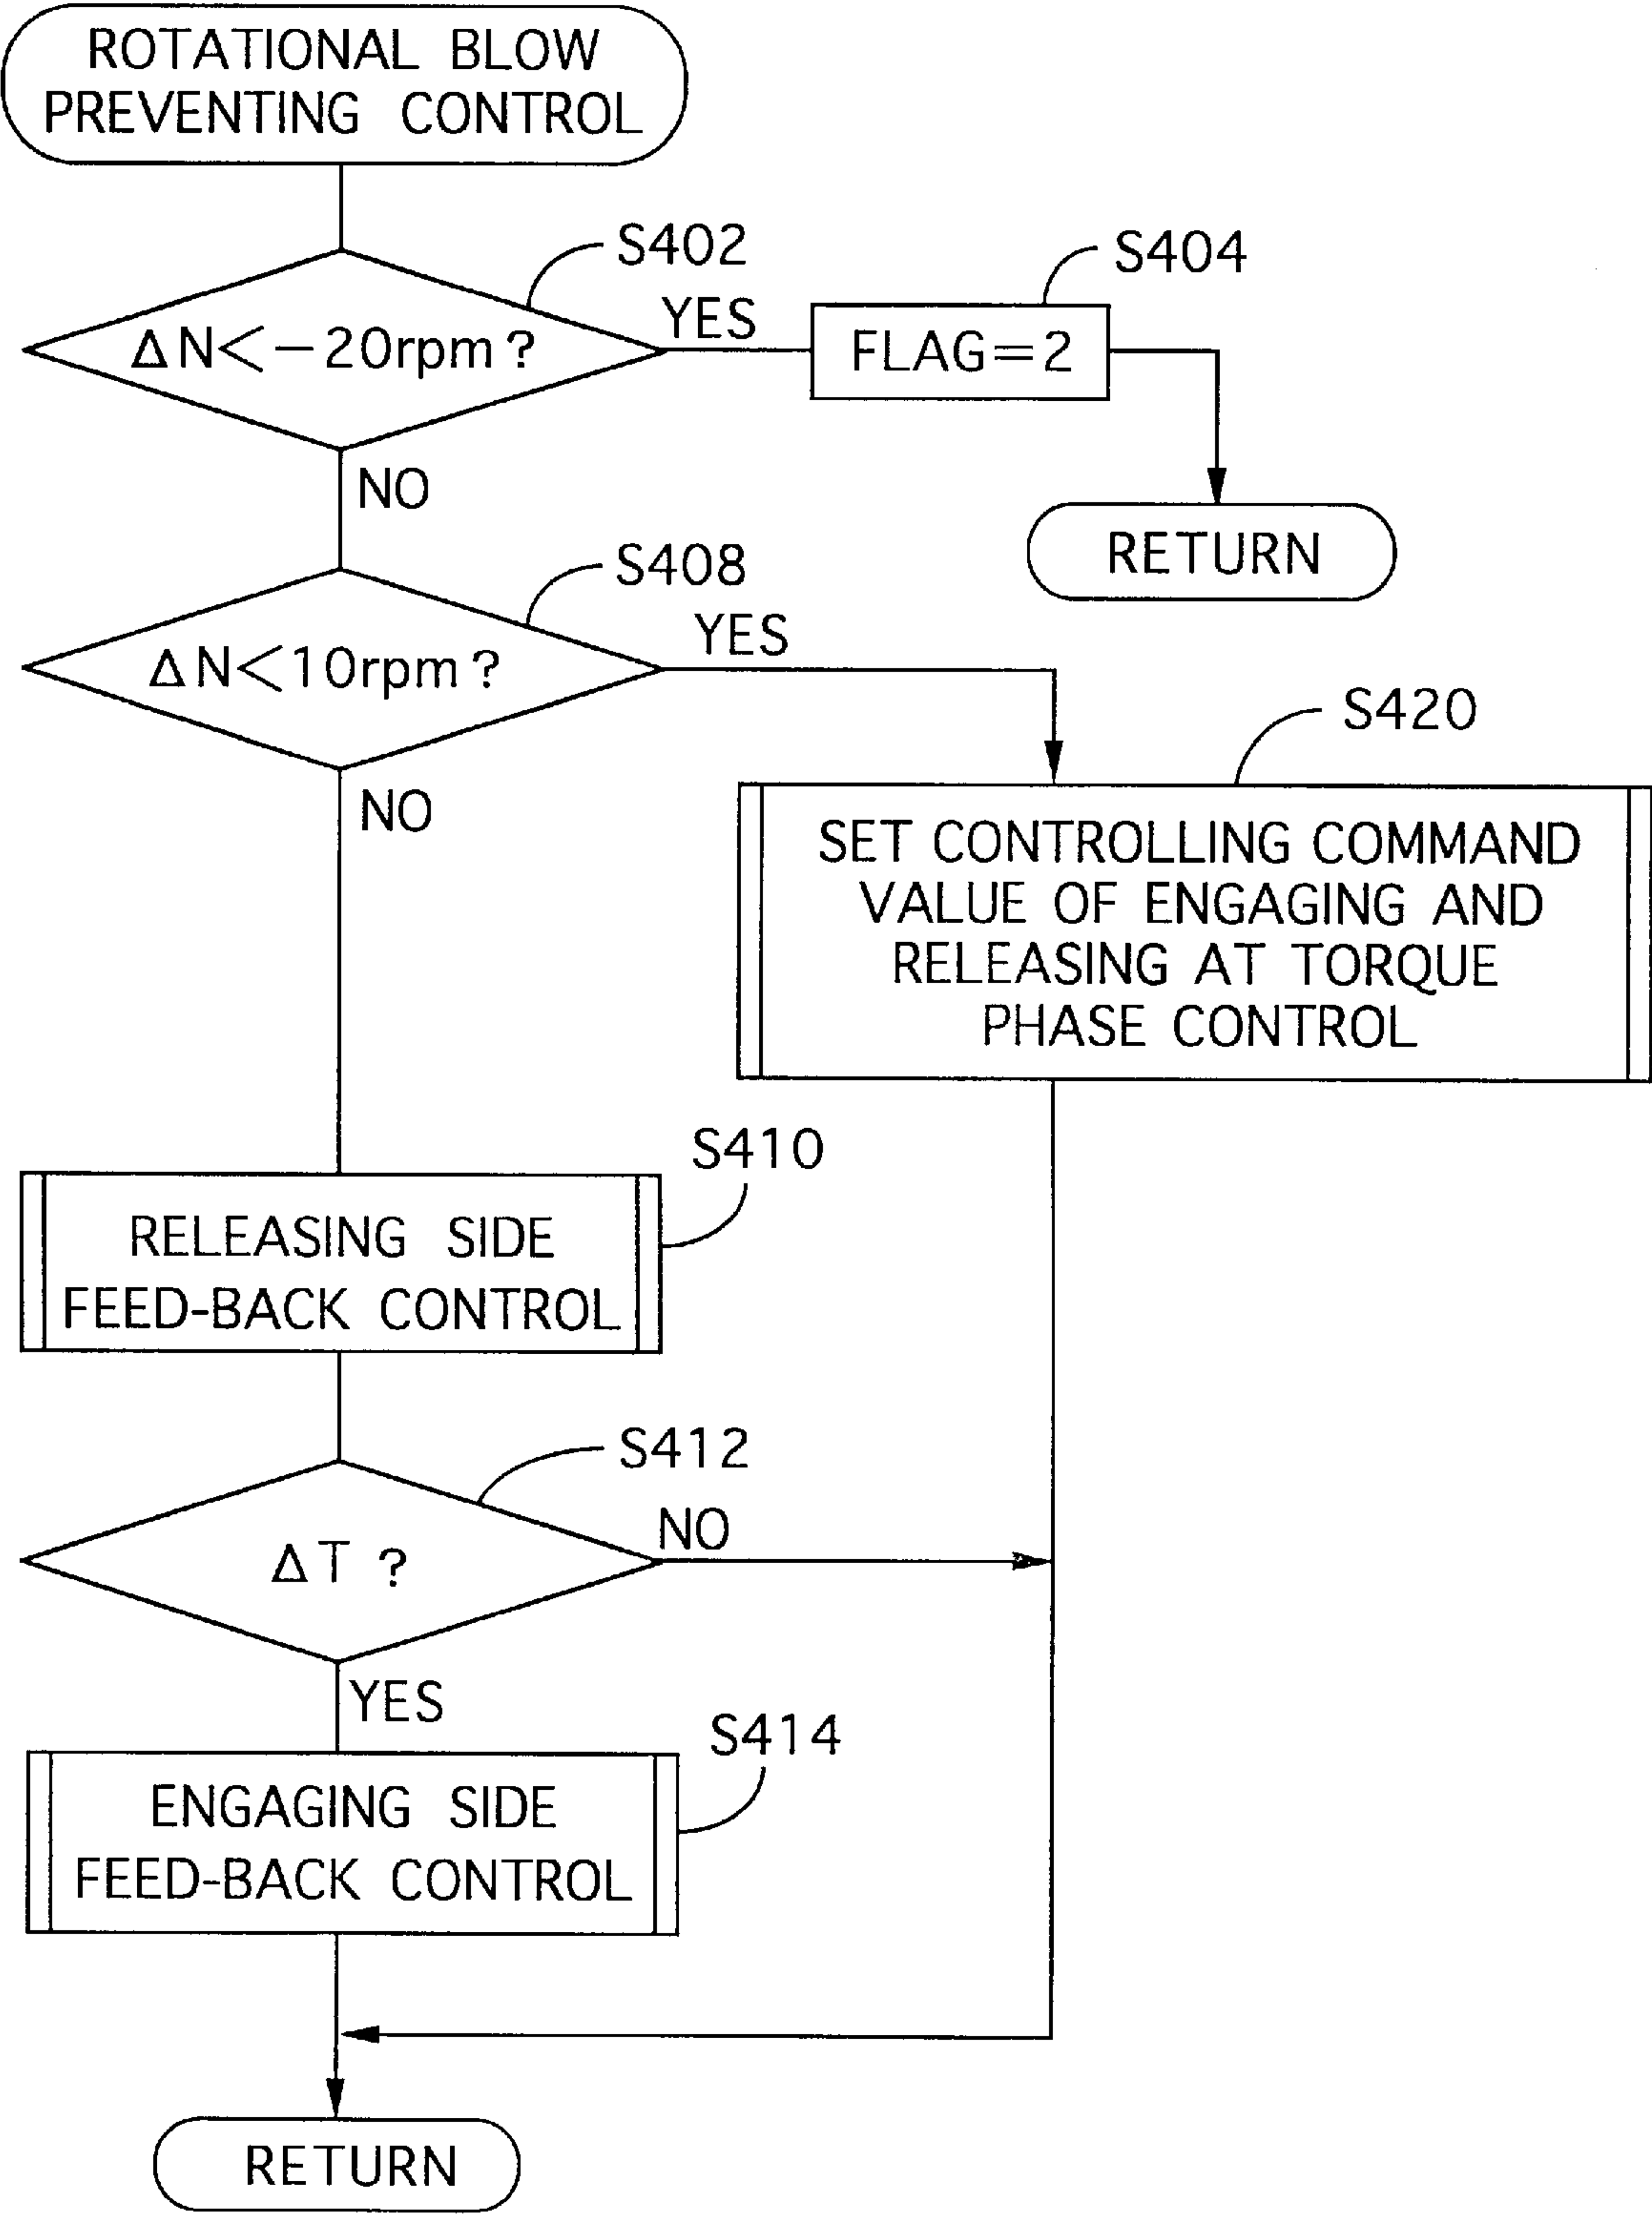 ROTATIONAL BLOW
PREVENTING CONTROL
S402
ΔN<−20rpm?
YES
S404
FLAG=2
RETURN
NO
S408
ΔN<10rpm?
YES
S420
SET CONTROLLING COMMAND
VALUE OF ENGAGING AND
RELEASING AT TORQUE
PHASE CONTROL
NO
S410
RELEASING SIDE
FEED-BACK CONTROL
S412
ΔT ?
NO
YES
S414
ENGAGING SIDE
FEED-BACK CONTROL
RETURN